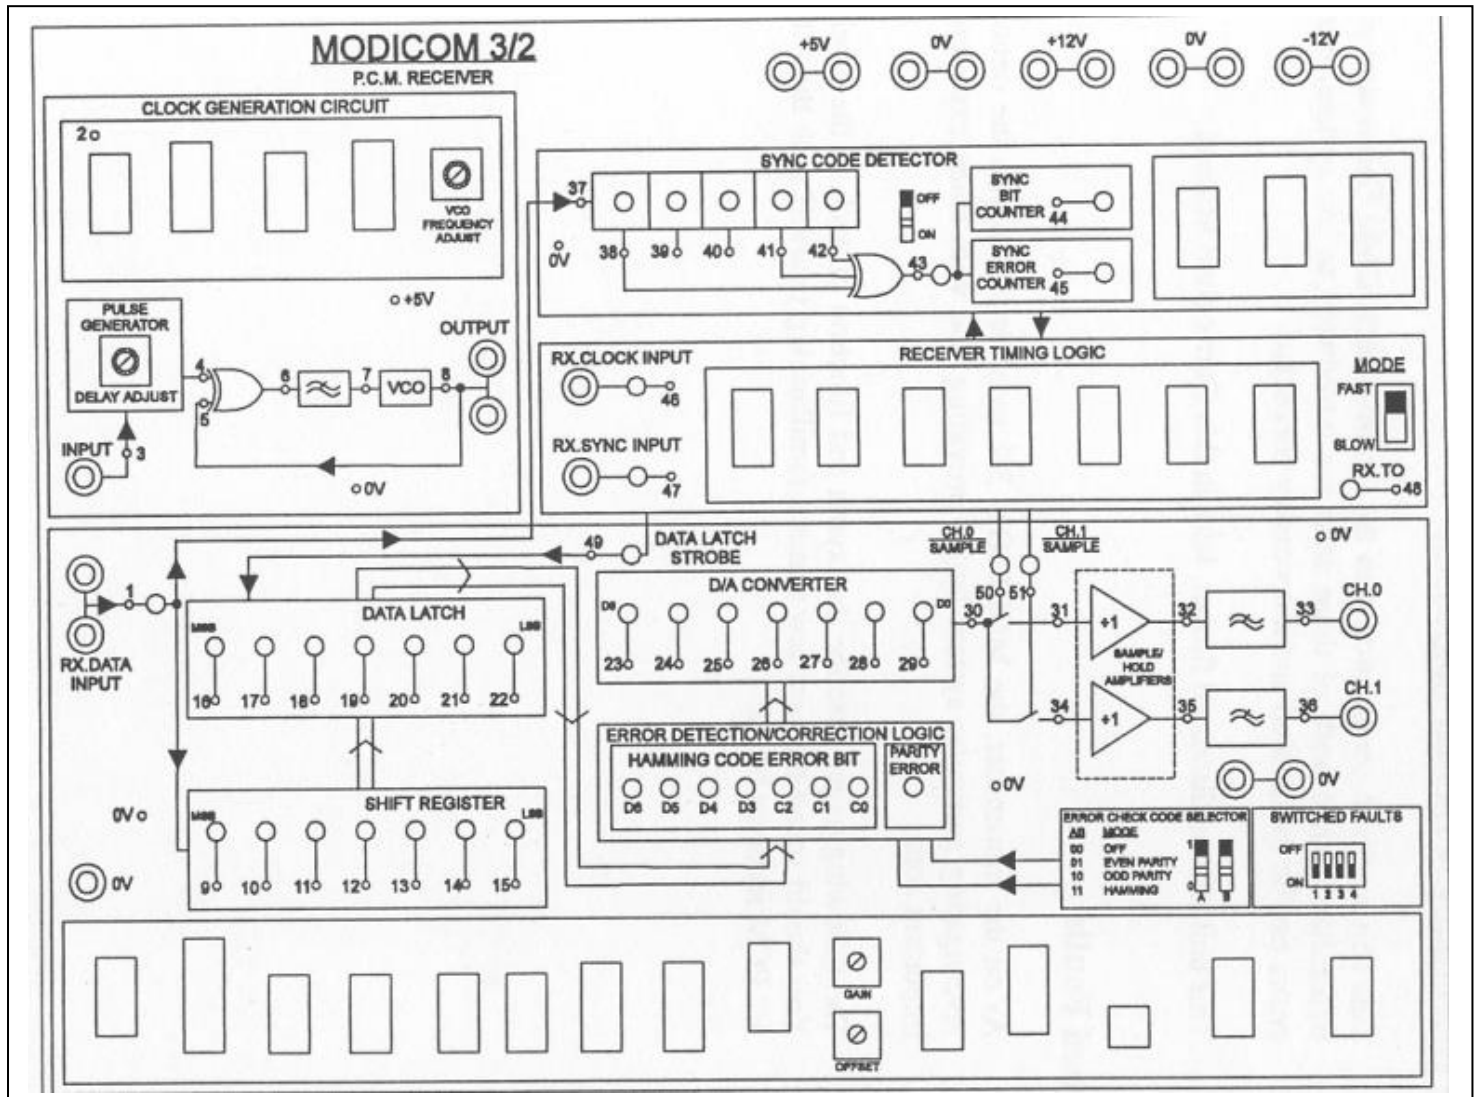 MODICOM 3/2
P.C.M. RECEIVER
+5V
0V
+12V
0V
-12V
CLOCK GENERATION CIRCUIT
2
VCO
FREQUENCY
ADJUST
+5V
PULSE
GENERATOR
DELAY ADJUST
OUTPUT
4
5
6
7
VCO
8
INPUT
3
0V
SYNC CODE DETECTOR
37
0V
38
39
40
41
42
OFF
ON
43
SYNC
BIT
COUNTER
44
SYNC
ERROR
COUNTER
45
RX.CLOCK INPUT
46
RX.SYNC INPUT
47
RECEIVER TIMING LOGIC
MODE
FAST
SLOW
RX.TO
48
49
DATA LATCH
STROBE
CH.0
SAMPLE
CH.1
SAMPLE
0V
1
RX.DATA
INPUT
DATA LATCH
MSB
LSB
16
17
18
19
20
21
22
D/A CONVERTER
D6
D0
23
24
25
26
27
28
29
30
50
51
31
÷1
32
33
CH.0
SAMPLE/
HOLD
AMPLIFIERS
34
÷1
35
36
CH.1
0V
0V
ERROR DETECTION/CORRECTION LOGIC
HAMMING CODE ERROR BIT
D6
D5
D4
D3
C2
C1
C0
PARITY
ERROR
0V
SHIFT REGISTER
MSB
LSB
9
10
11
12
13
14
15
0V
ERROR CHECK CODE SELECTOR
AB MODE
00 OFF
01 EVEN PARITY
10 ODD PARITY
11 HAMMING
1
0
A
B
SWITCHED FAULTS
OFF
ON
1 2 3 4
GAIN
OFFSET